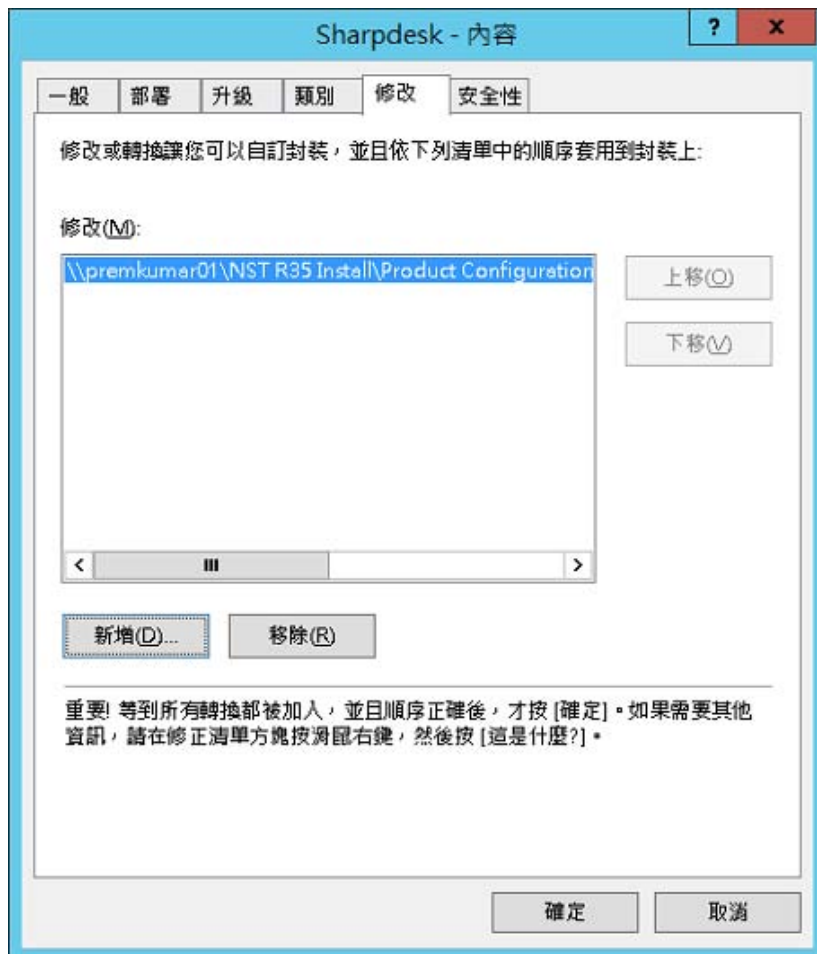 Sharpdesk - 內容
?
x
一般 部署 升級 類別 修改 安全性
修改或轉換讓您可以自訂封裝，並且依下列清單中的順序套用到封裝上:
修改(M):
\\premkumar01\NST R35 Install\Product Configuration
上移(O)
下移(V)
新增(D)...
移除(R)
重要! 等到所有轉換都被加入，並且順序正確後，才按 [確定]。如果需要其他
資訊，請在修正清單方塊按滑鼠右鍵，然後按 [這是什麼?]。
確定
取消